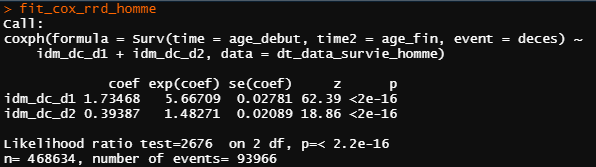 > fit_cox_rrd_homme
Call:
coxph(formula = Surv(time = age_debut, time2 = age_fin, event = deces) ~
    idm_dc_d1 + idm_dc_d2, data = dt_data_survie_homme)

             coef exp(coef) se(coef)     z      p
idm_dc_d1 1.73468   5.66709  0.02781 62.39 <2e-16
idm_dc_d2 0.39387   1.48271  0.02089 18.86 <2e-16

Likelihood ratio test=2676  on 2 df, p=< 2.2e-16
n= 468634, number of events= 93966